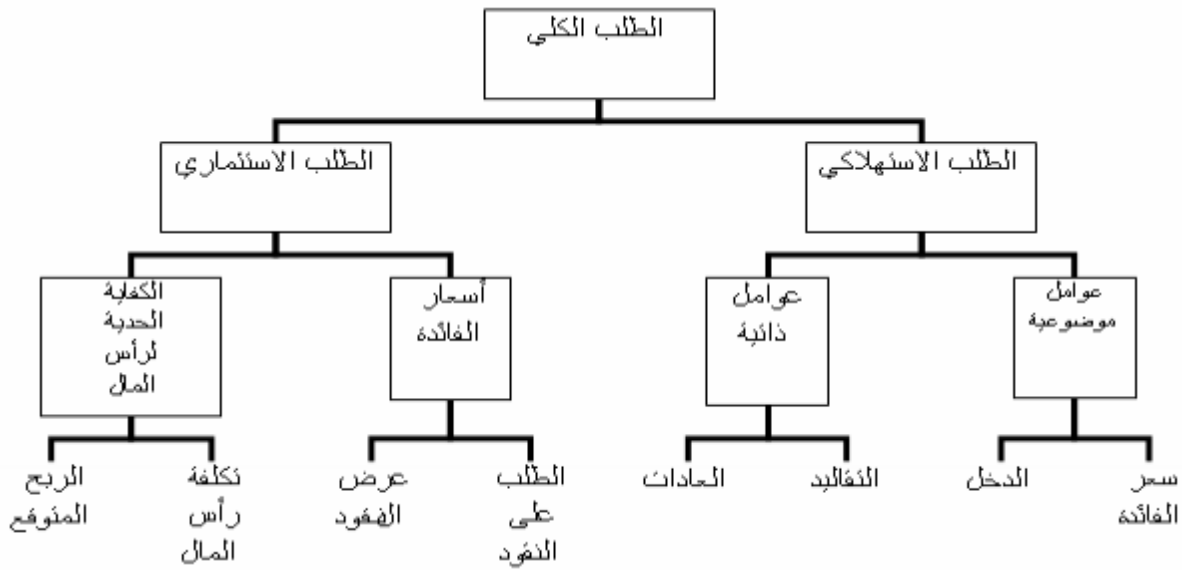 الطلب الكلي
الطلب الاستهلاكي
الطلب الاستثماري
عوامل
موضوعية
عوامل
ذاتية
أسعار
الفائدة
الكفاية
الحدية
لرأس
المال
سعر
الفائدة
الدخل
التقاليد
العادات
الطلب
على
النقود
عرض
النقود
تكلفة
رأس
المال
الربح
المتوقع